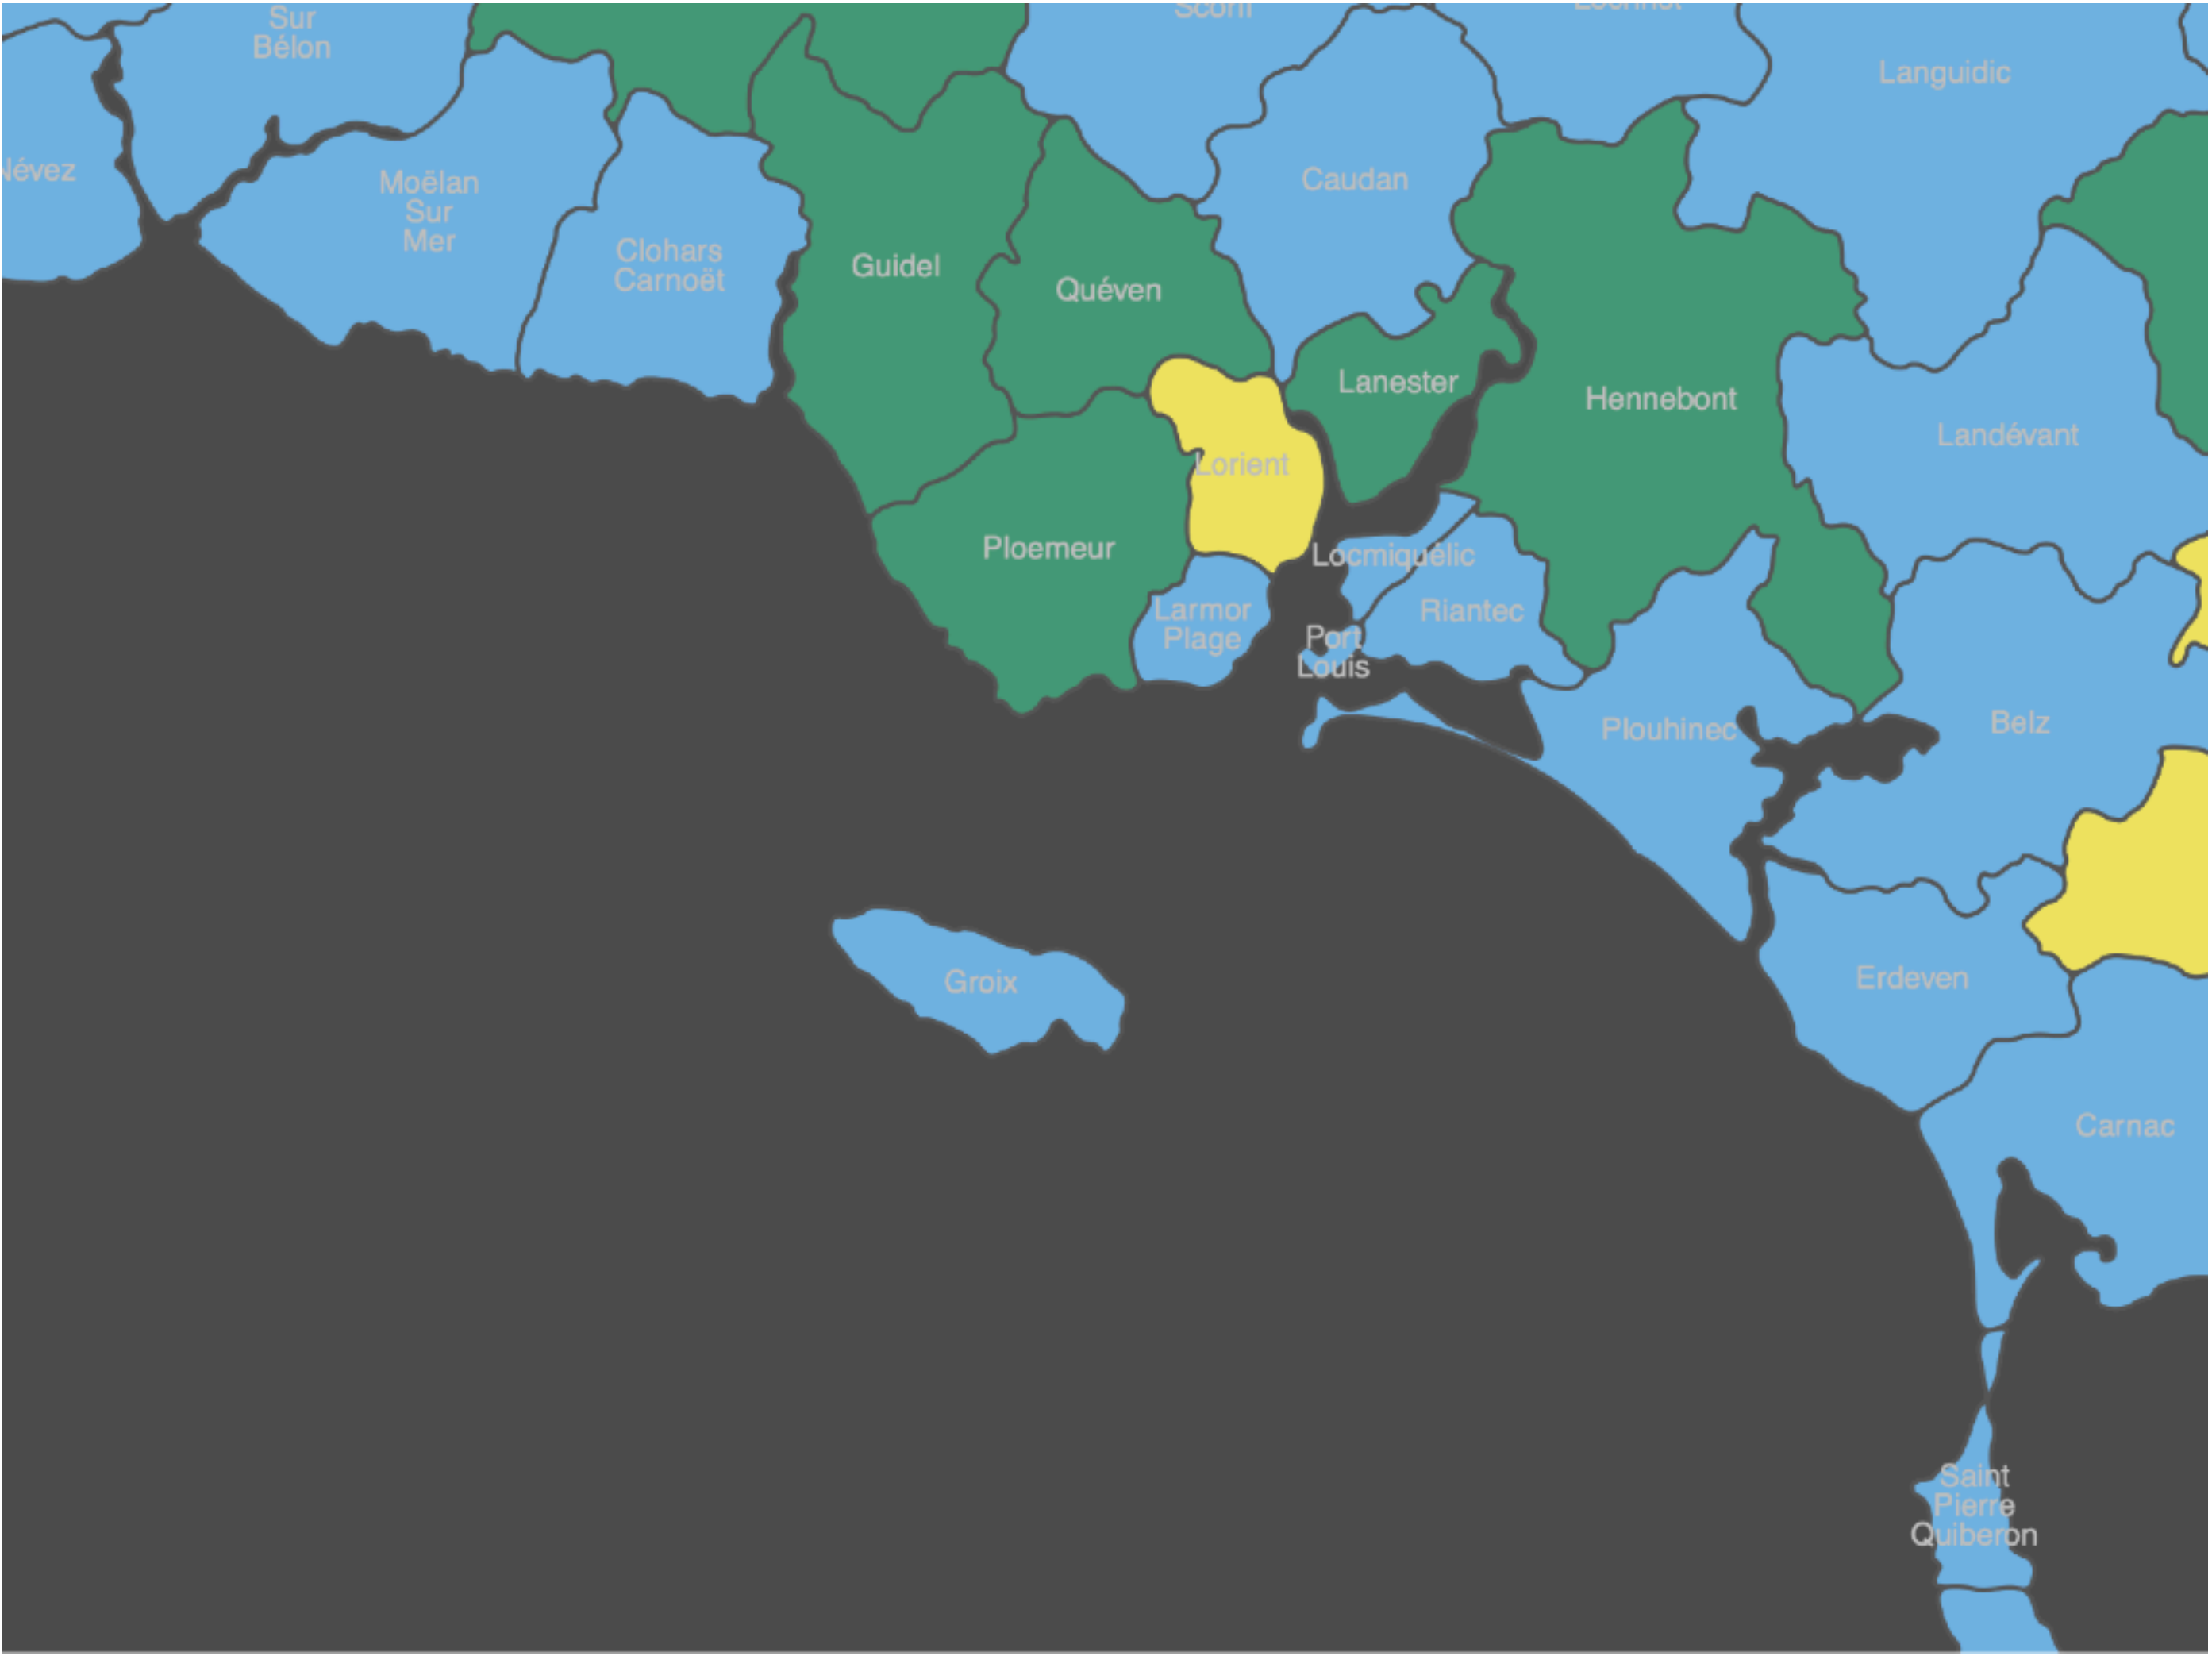 Sur
Bélon
Languidic
Névez
Moëlan
Sur
Mer
Caudan
Clohars
Carnoët
Guidel
Quéven
Lanester
Hennebont
Landévant
Lorient
Ploemeur
Locmiquélic
Larmor
Plage
Riantec
Port
Louis
Plouhinec
Belz
Groix
Erdeven
Carnac
Saint
Pierre
Quiberon